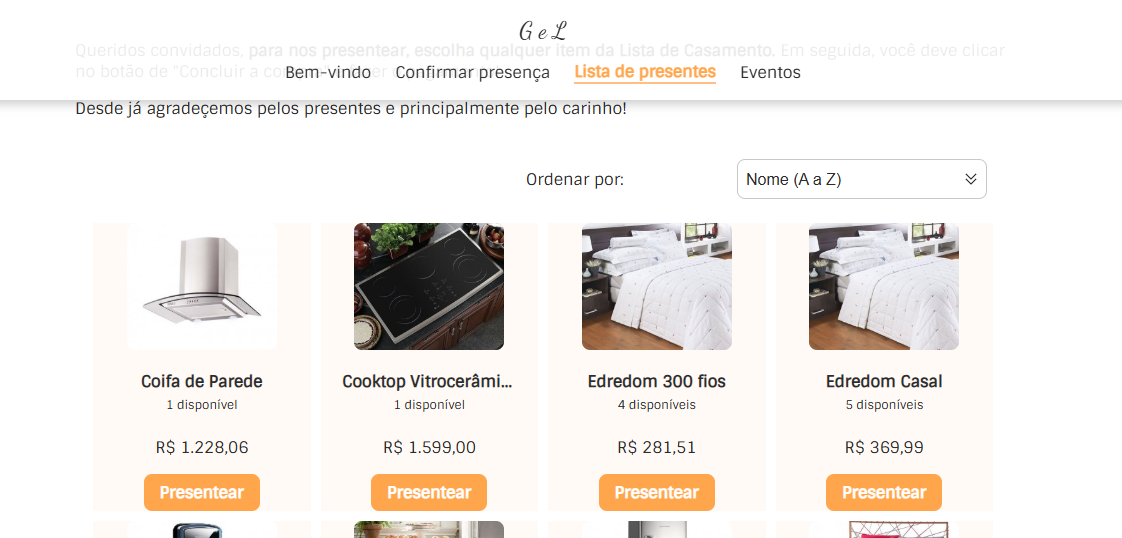 G e L
Queridos convidados, para nos presentear, escolha qualquer item da Lista de Casamento. Em seguida, você deve clicar
no botão de "Concluir a
Bem-vindo Confirmar presença Lista de presentes Eventos
Desde já agradeçemos pelos presentes e principalmente pelo carinho!
Ordenar por: Nome (A a Z)
Coifa de Parede Cooktop Vitrocerâmi... Edredom 300 fios Edredom Casal
1 disponível 1 disponível 4 disponíveis 5 disponíveis
R$ 1.228,06 R$ 1.599,00 R$ 281,51 R$ 369,99
Presentear Presentear Presentear Presentear